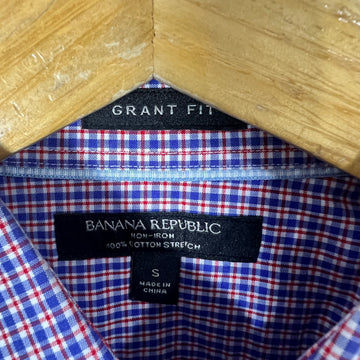 GRANT FIT
BANANA REPUBLIC
NON-IRON
100% COTTON STRETCH
S
MADE IN
CHINA